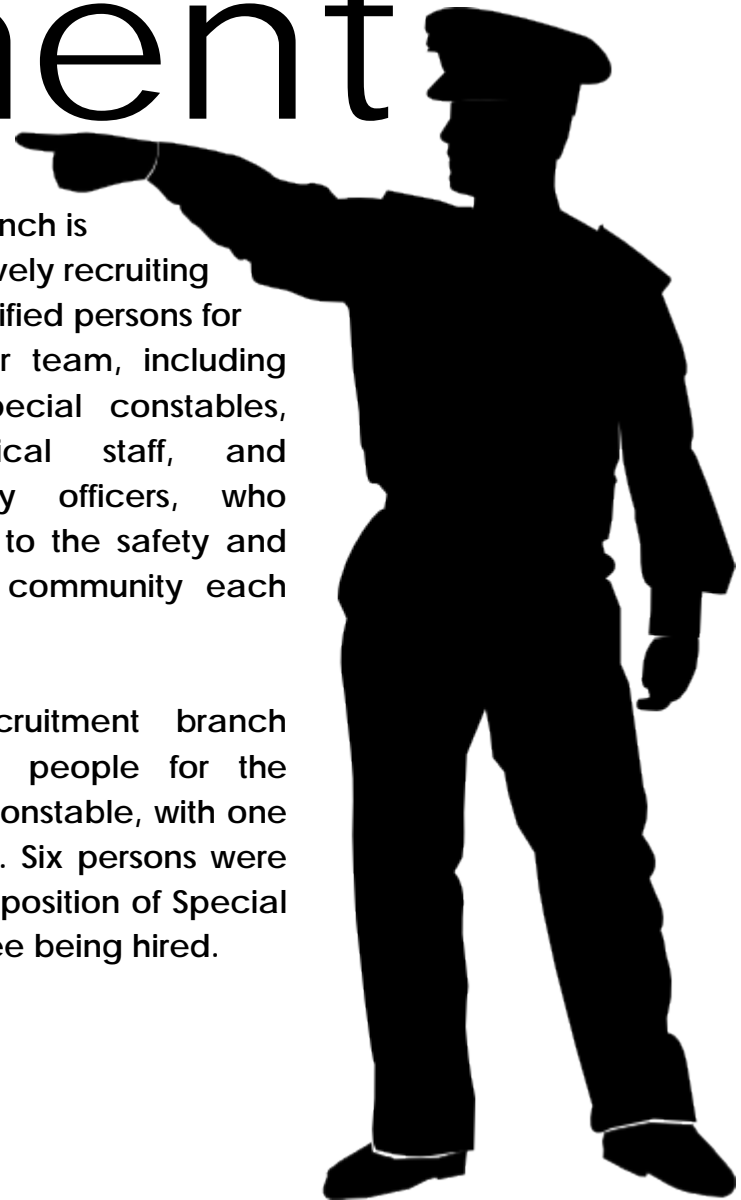 ent
nch is
vely recruiting
ified persons for
r team, including
pecial constables,
ical staff, and
y officers, who
to the safety and
community each
cruitment branch
people for the
onstable, with one
. Six persons were
position of Special
ee being hired.